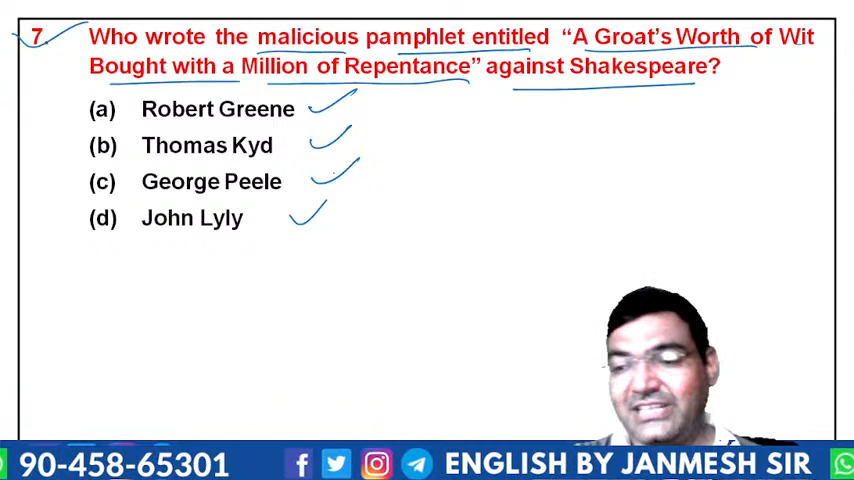 7. Who wrote the malicious pamphlet entitled “A Groat’s Worth of Wit
Bought with a Million of Repentance” against Shakespeare?
(a) Robert Greene
(b) Thomas Kyd
(c) George Peele
(d) John Lyly
90-458-65301 ENGLISH BY JANMESH SIR